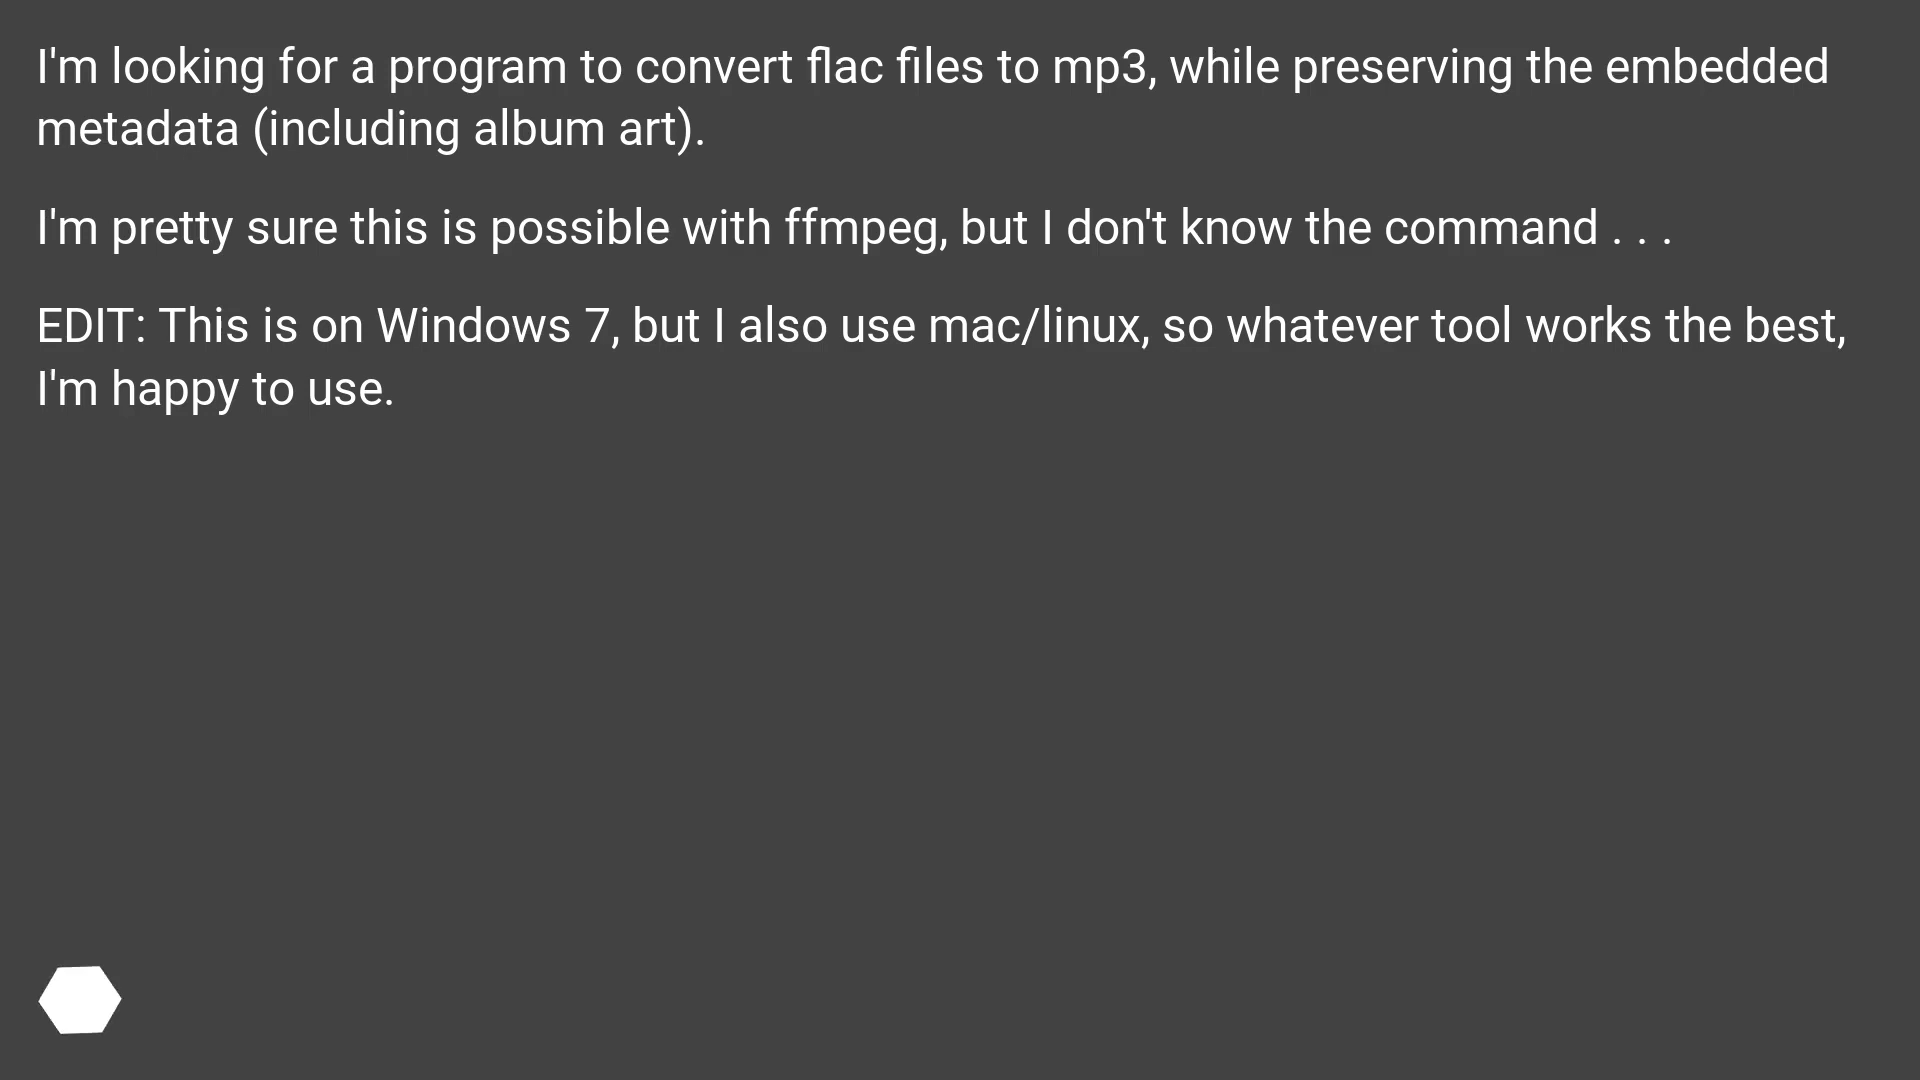 I'm looking for a program to convert flac files to mp3, while preserving the embedded
metadata (including album art).
I'm pretty sure this is possible with ffmpeg, but I don't know the command . . .
EDIT: This is on Windows 7, but I also use mac/linux, so whatever tool works the best,
I'm happy to use.